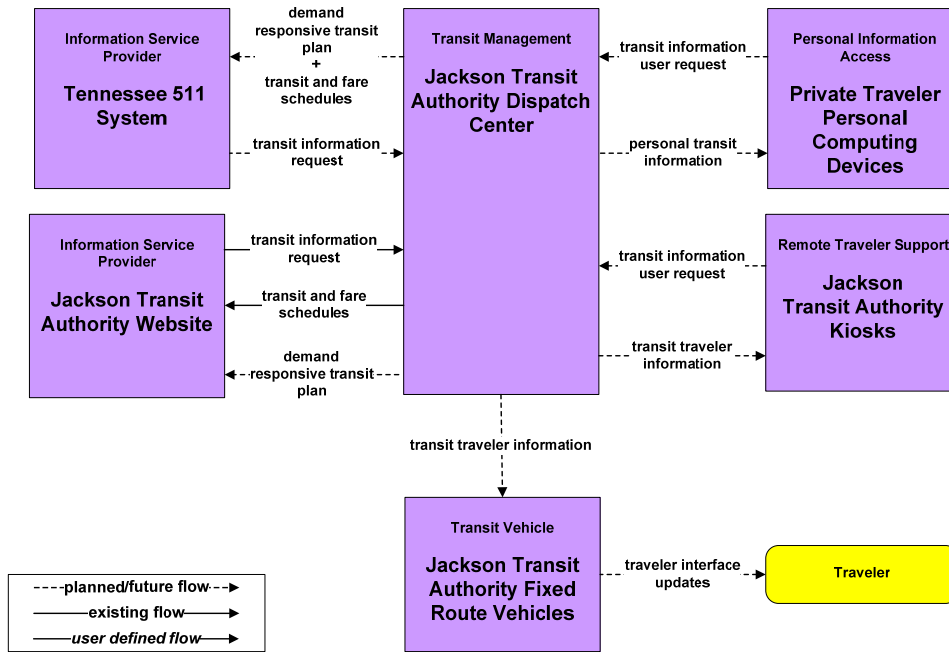 Information Service
Provider
Tennessee 511
System
demand
responsive transit
plan
+
transit and fare
schedules
transit information
request
Transit Management
Jackson Transit
Authority Dispatch
Center
transit information
user request
personal transit
information
Personal Information
Access
Private Traveler
Personal
Computing
Devices
Information Service
Provider
Jackson Transit
Authority Website
transit information
request
transit and fare
schedules
demand
responsive transit
plan
transit information
user request
transit traveler
information
Remote Traveler Support
Jackson
Transit Authority
Kiosks
transit traveler information
Transit Vehicle
Jackson Transit
Authority Fixed
Route Vehicles
traveler interface
updates
Traveler
planned/future flow
existing flow
user defined flow